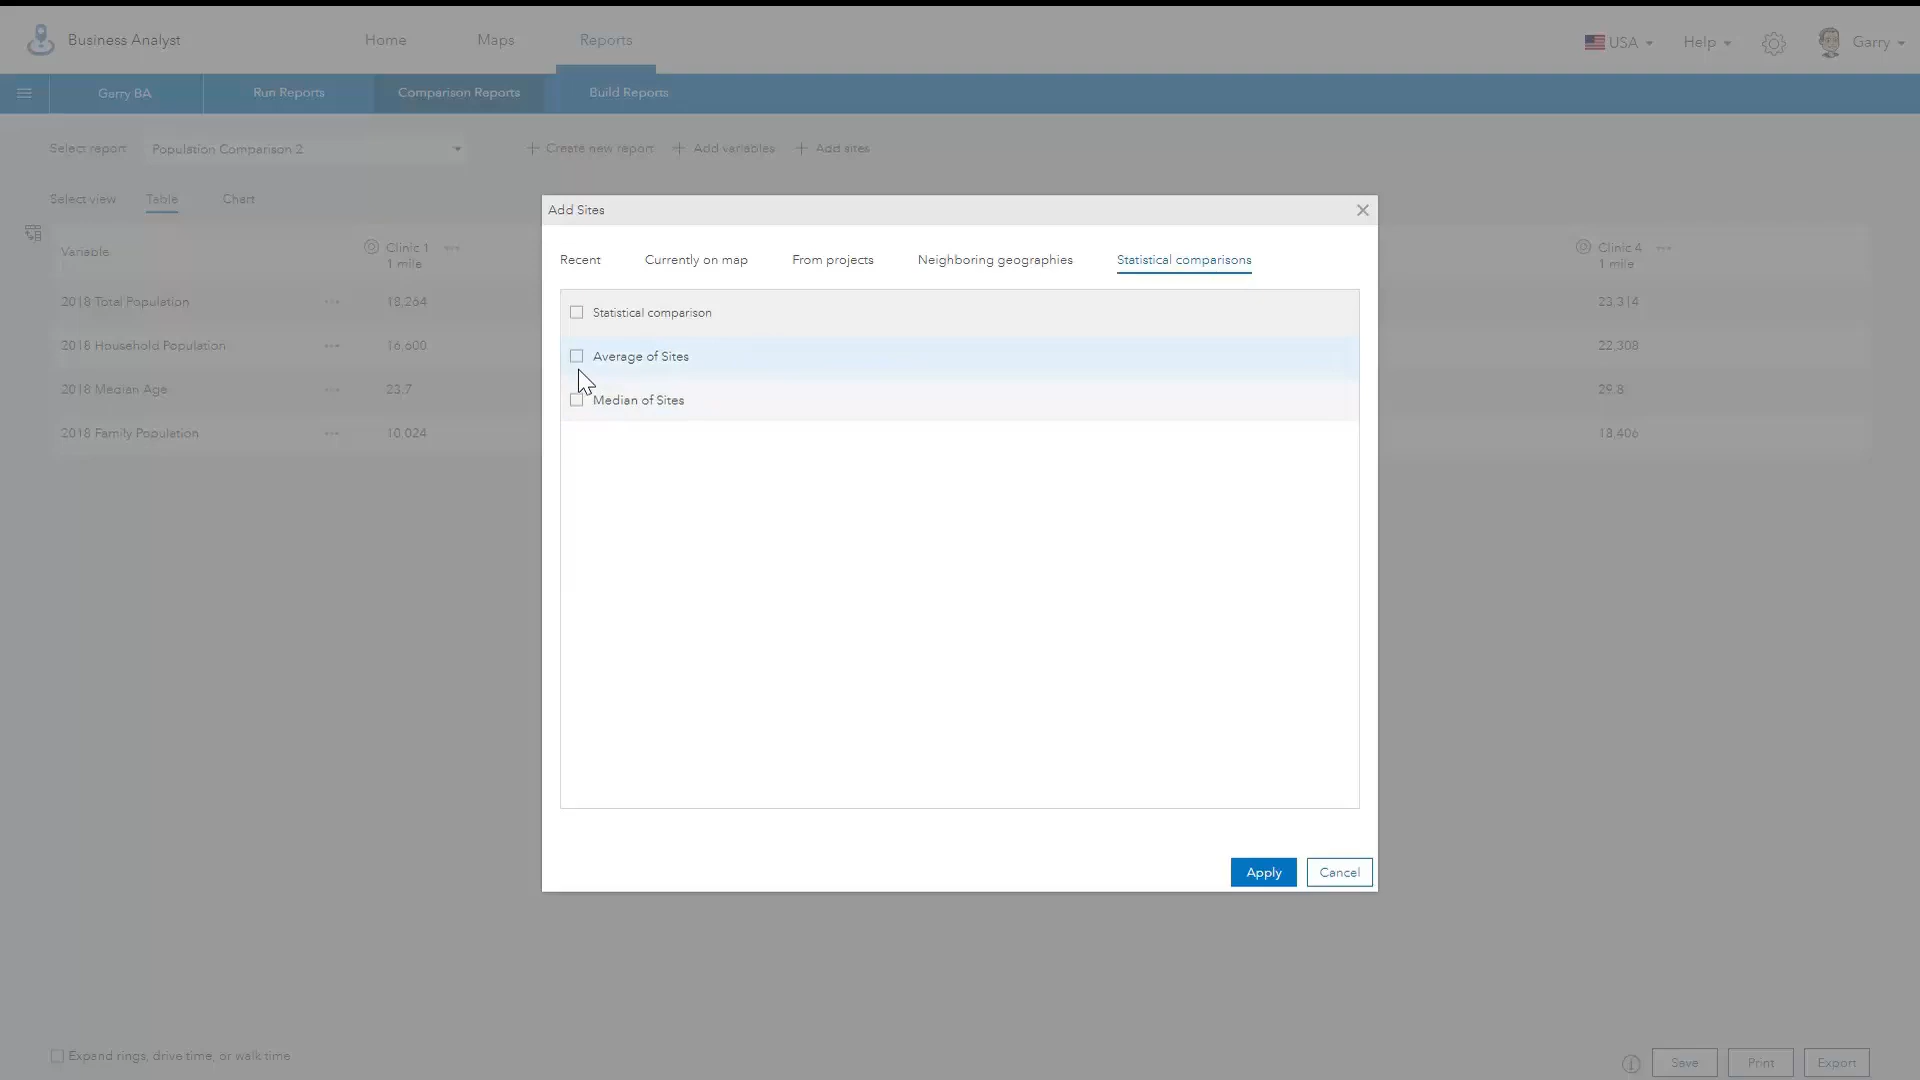 Business Analyst
Home
Maps
Reports
USA
Help
Garry
Garry BA
Run Reports
Comparison Reports
Build Reports
Select report
Population Comparison 2
Create new report
Add variables
Add sites
Select view
Table
Chart
Variable
Clinic 1
1 mile
Clinic 4
1 mile
2018 Total Population
18,264
23,314
2018 Household Population
16,600
22,308
2018 Median Age
23.7
29.8
2018 Family Population
10,024
18,406
Add Sites
Recent
Currently on map
From projects
Neighboring geographies
Statistical comparisons
Statistical comparison
Average of Sites
Median of Sites
Apply
Cancel
Expand rings, drive time, or walk time
Save
Print
Export